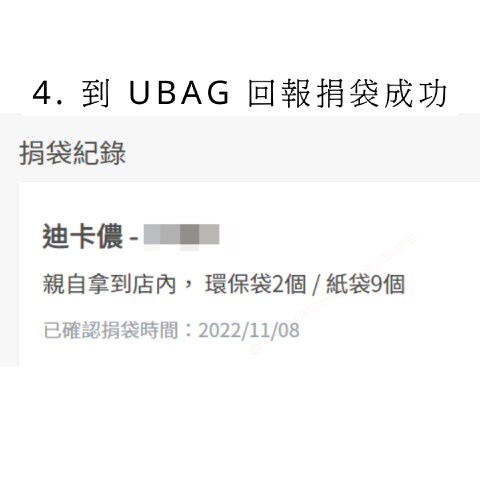 4. 到 UBAG 回報捐袋成功
捐袋紀錄
迪卡儂 -
親自拿到店內， 環保袋2個 / 紙袋9個
已確認捐袋時間：2022/11/08